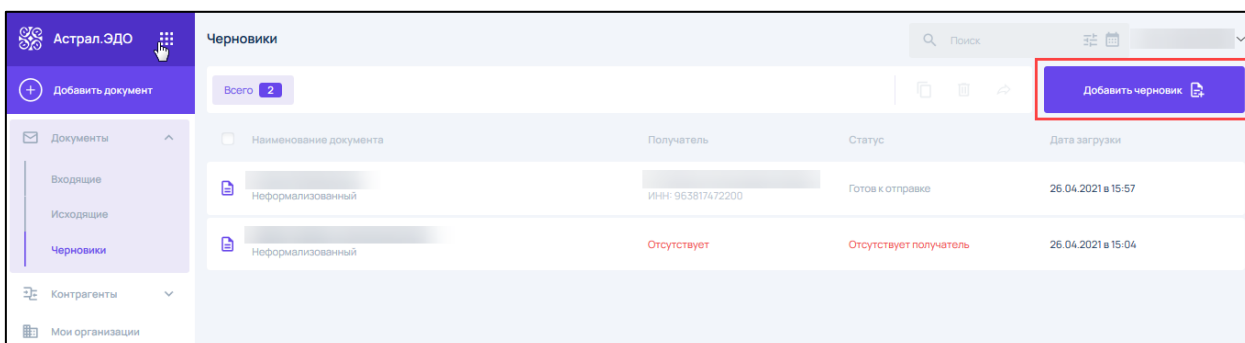 Астрал.ЭДО
Черновики
Поиск
Добавить документ
Всего 2
Добавить черновик
Документы
Наименование документа
Получатель
Статус
Дата загрузки
Входящие
Исходящие
Черновики
Неформализованный
ИНН: 963817472200
Готов к отправке
26.04.2021 в 15:57
Неформализованный
Отсутствует
Отсутствует получатель
26.04.2021 в 15:04
Контрагенты
Мои организации